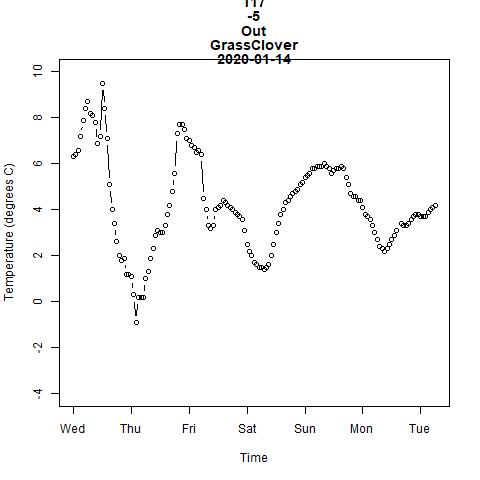 T17
-5
Out
GrassClover
2020-01-14
10
8
6
4
2
0
-2
-4
Temperature (degrees C)
Wed Thu Fri Sat Sun Mon Tue
Time